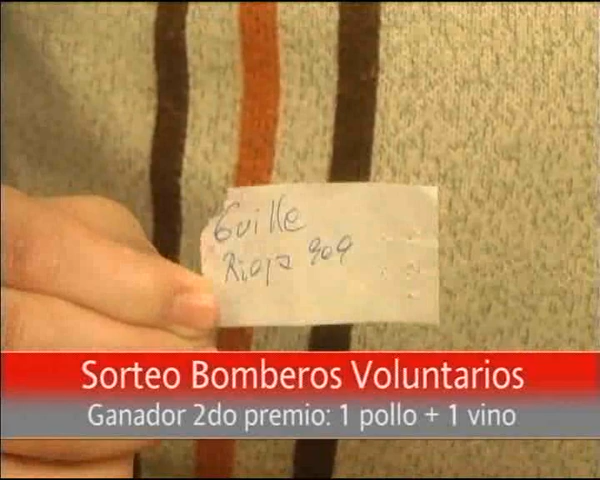 Guille
Rioja 909
Sorteo Bomberos Voluntarios
Ganador 2do premio: 1 pollo + 1 vino